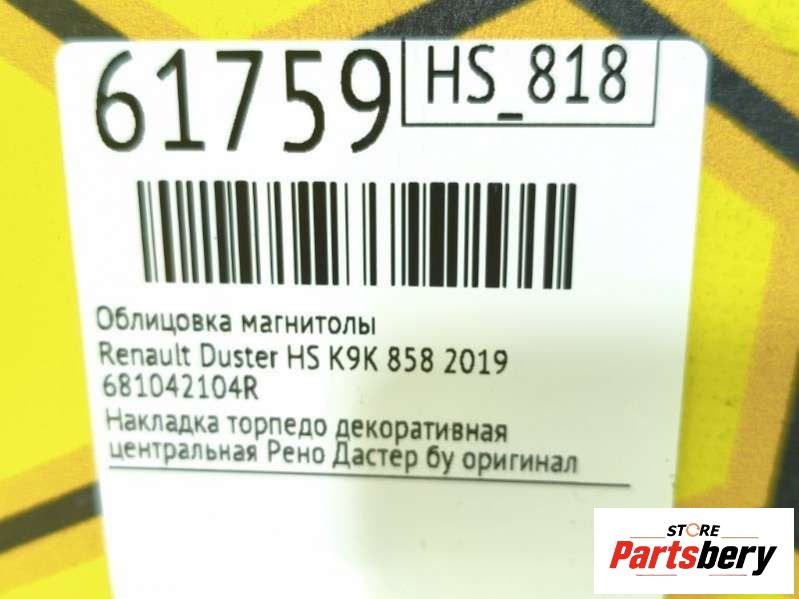 61759
HS_818
Облицовка магнитолы
Renault Duster HS K9K 858 2019
681042104R
Накладка торпедо декоративная
центральная Рено Дастер бу оригинал
STORE
Partsbery